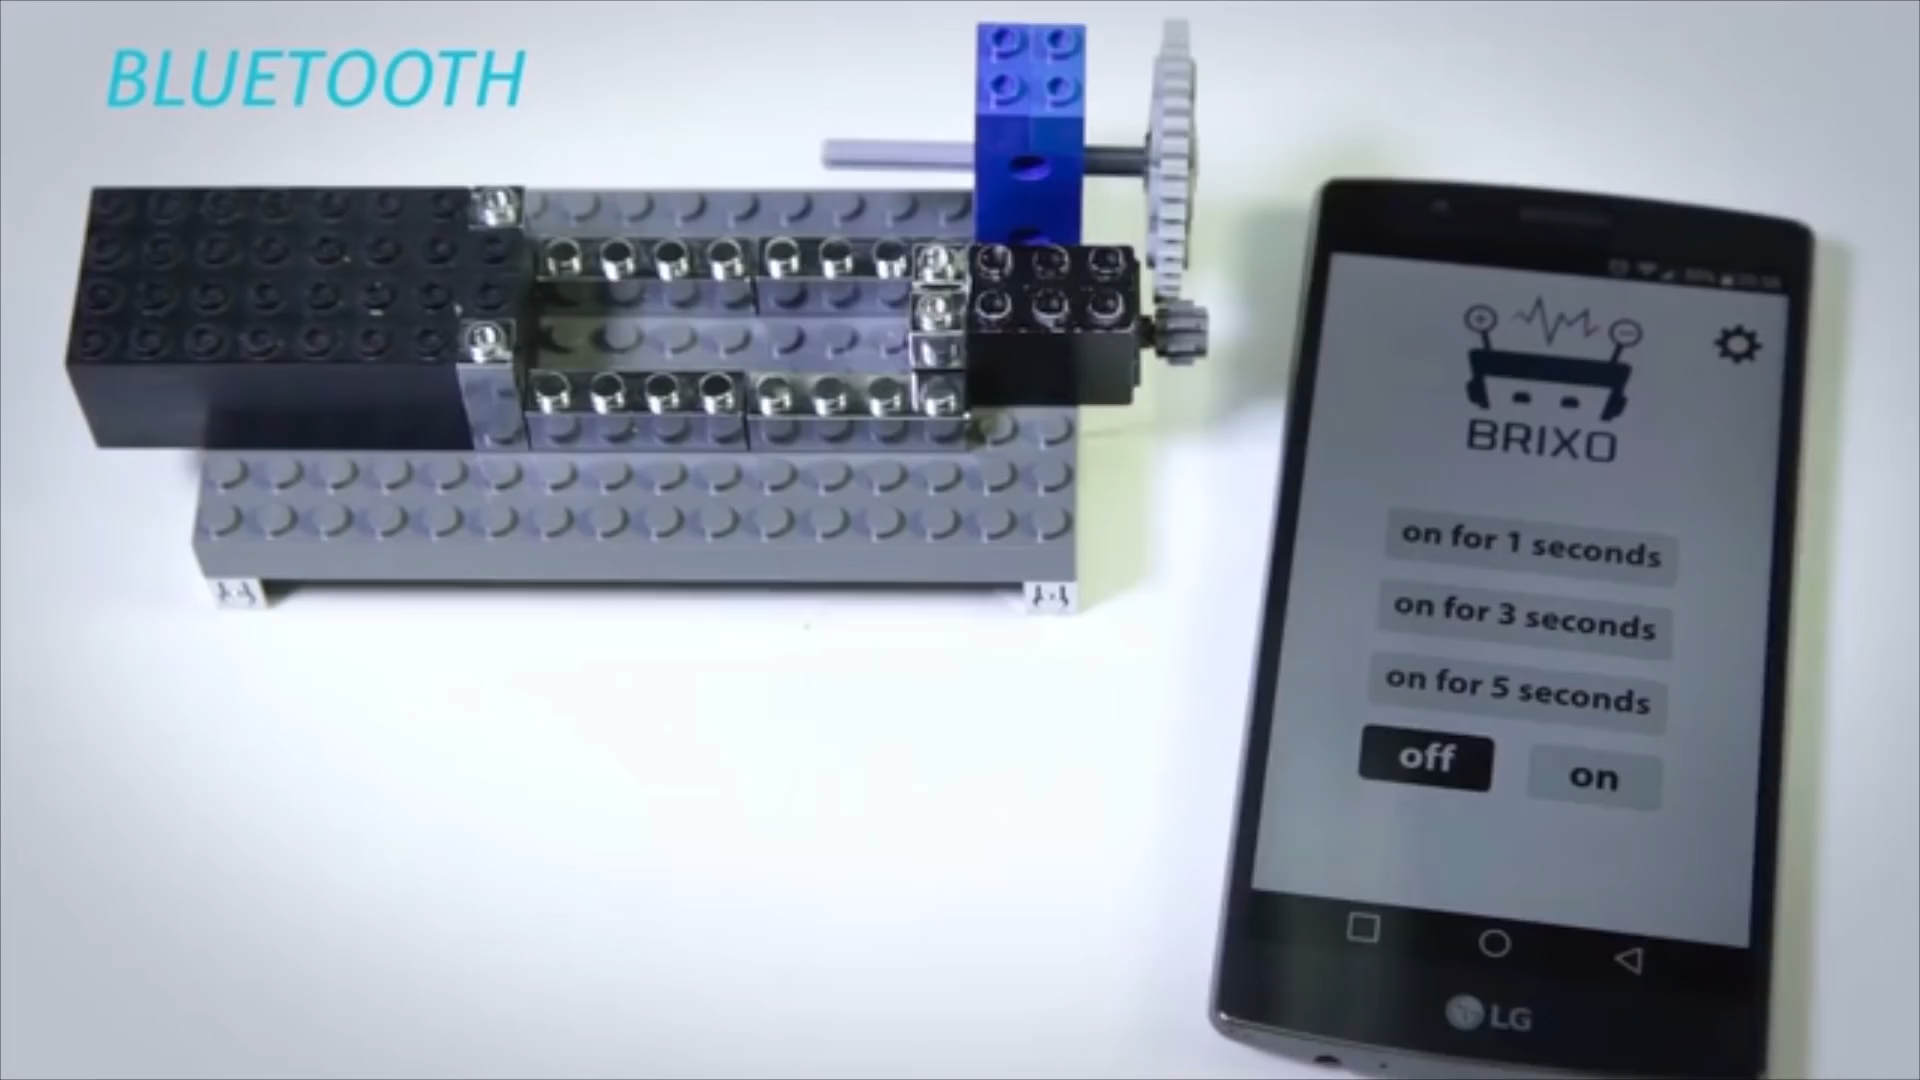 BLUETOOTH
BRIXO
on for 1 seconds
on for 3 seconds
on for 5 seconds
off
on
LG